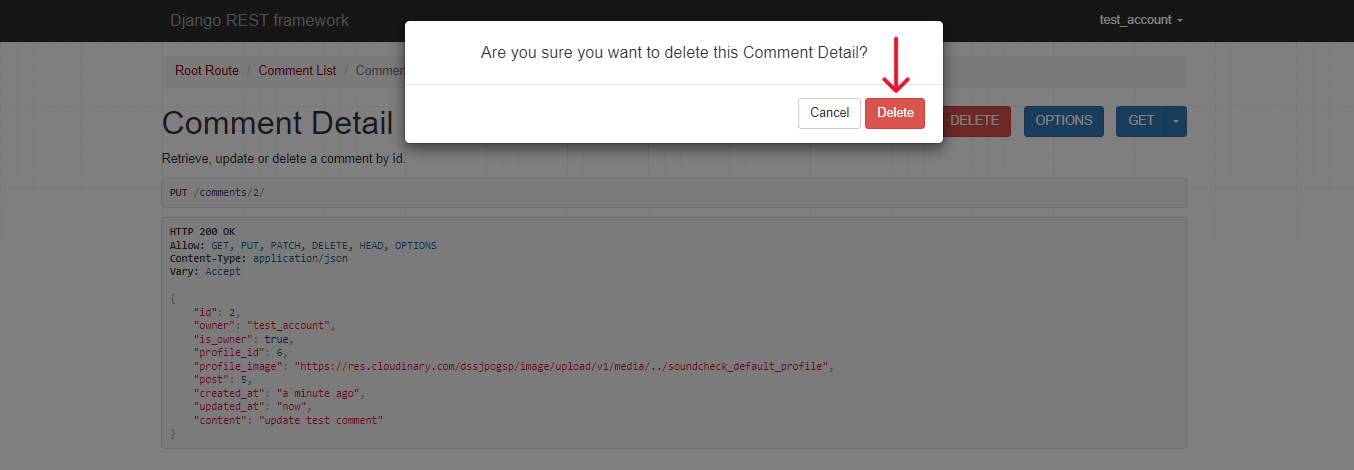 Django REST framework
test_account
Are you sure you want to delete this Comment Detail?
Cancel
Delete
Root Route / Comment List /
Comment Detail
DELETE
OPTIONS
GET
Retrieve, update or delete a comment by id.
PUT /comments/2/
HTTP 200 OK
Allow: GET, PUT, PATCH, DELETE, HEAD, OPTIONS
Content-Type: application/json
Vary: Accept
{
"id": 2,
"owner": "test_account",
"is_owner": true,
"profile_id": 6,
"profile_image": "https://res.cloudinary.com/dssjpogsp/image/upload/v1/media/../soundcheck_default_profile",
"post": 5,
"created_at": "a minute ago",
"updated_at": "now",
"content": "update test comment"
}